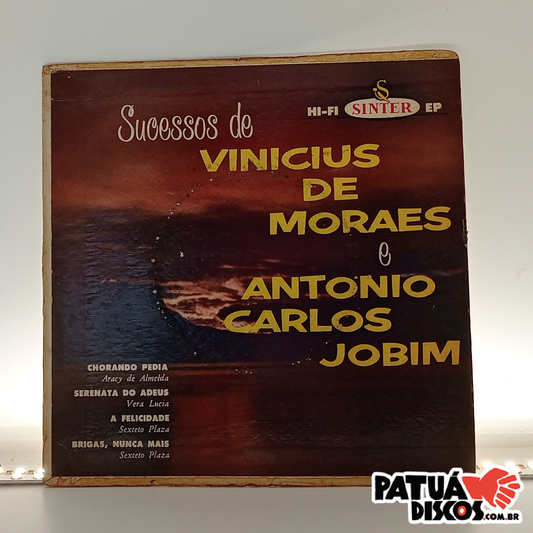 Sucessos de
HI-FI SINTER EP
VINICIUS
DE
MORAES
e
ANTONIO
CARLOS
JOBIM
CHORANDO PEDIA
Aracy de Almeida
SERENATA DO ADEUS
Vera Lucia
A FELICIDADE
Sexteto Plaza
BRIGAS, NUNCA MAIS
Sexteto Plaza
PATUÁ
DISCOS.COM.BR